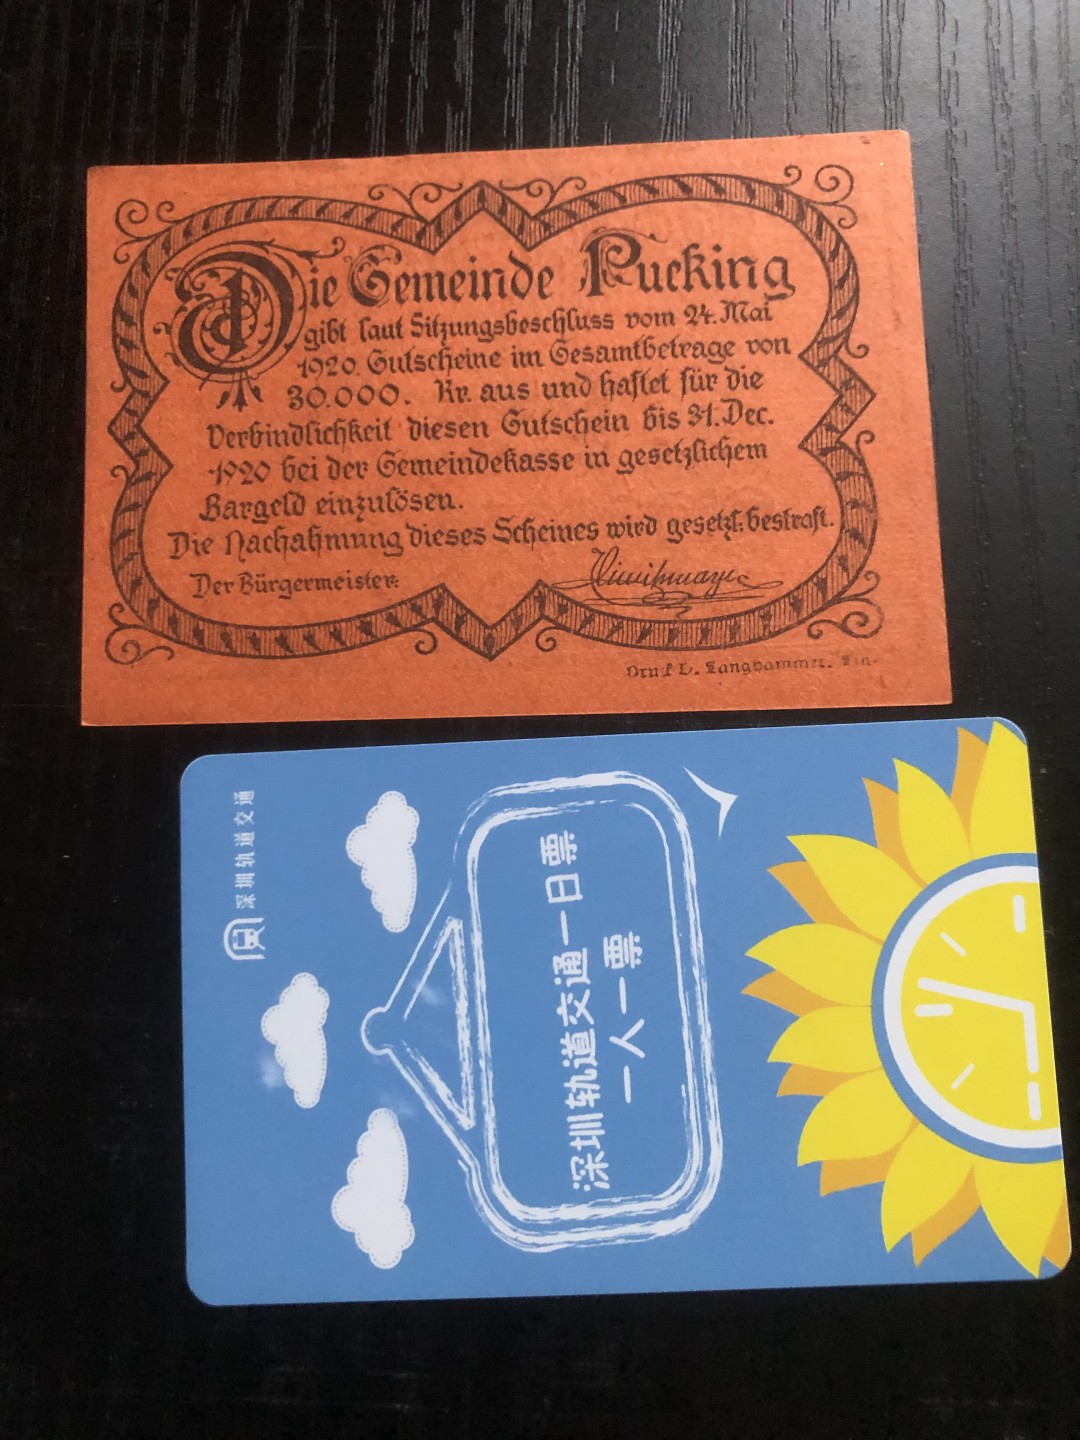 Die Gemeinde Pucking
gibt laut Sitzungsbeschluss vom 24. Mai
1920 Gutscheine im Gesamtbetrage von
30.000. Kr. aus und haftet für die
Verbindlichkeit diesen Gutschein bis 31. Dec.
1920 bei der Gemeindekasse in gesetzlichem
Bargeld einzulösen.
Die Nachahmung dieses Scheines wird gesetzl. bestraft.
Der Bürgermeister:
Druck L. Langhammer.
深圳轨道交通
深圳轨道交通一日票
一人一票